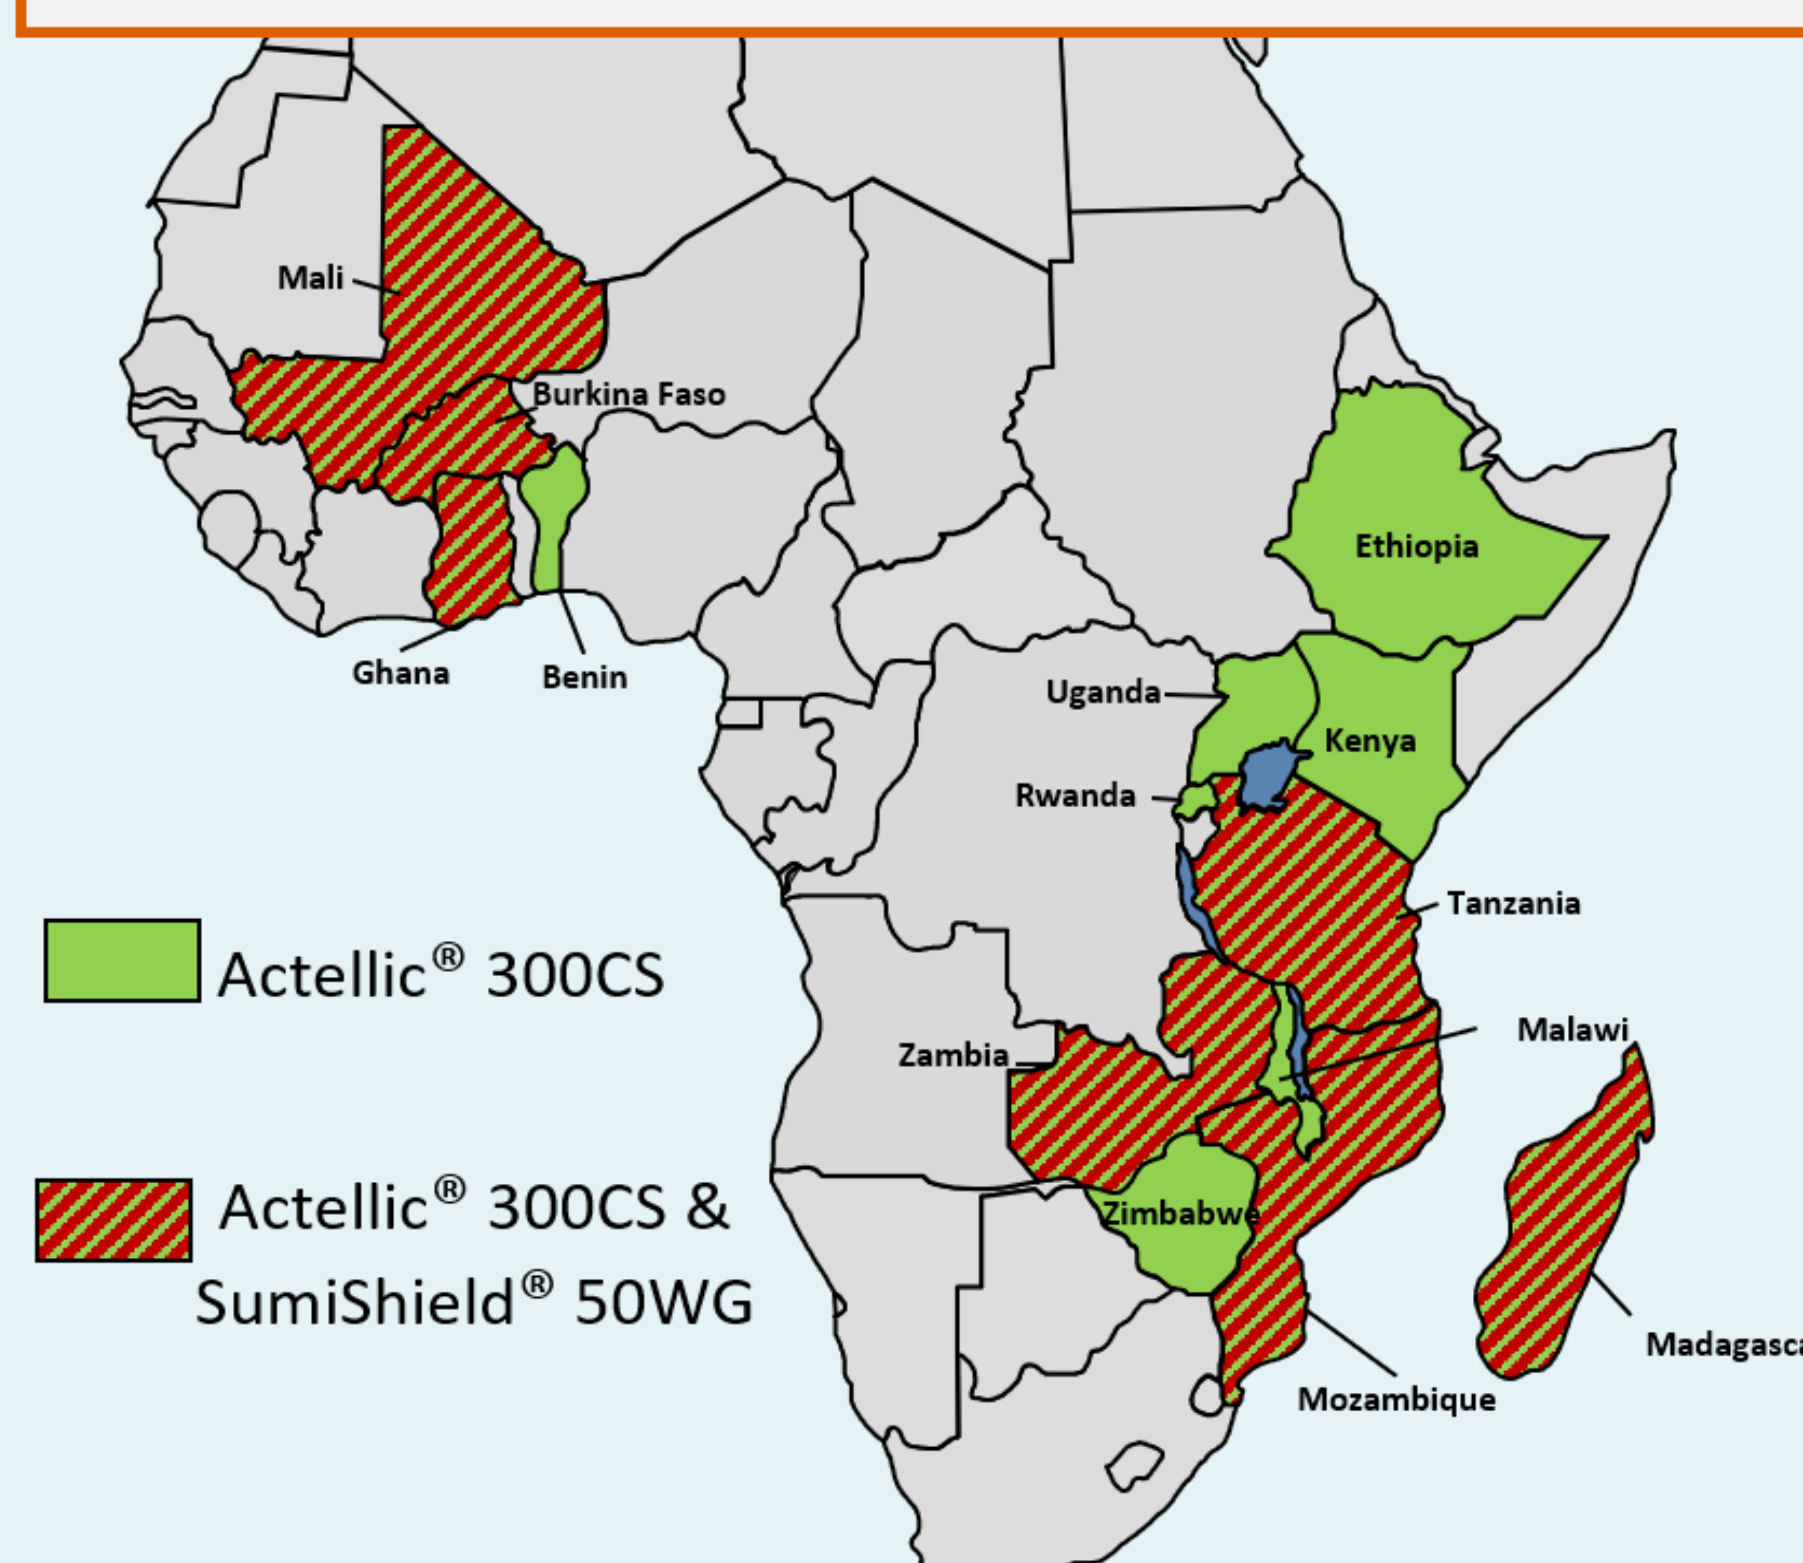 Mali
Burkina Faso
Ethiopia
Ghana
Benin
Uganda
Kenya
Rwanda
Tanzania
Actellic® 300CS
Malawi
Zambia
Actellic® 300CS &
SumiShield® 50WG
Zimbabwe
Madagasca
Mozambique